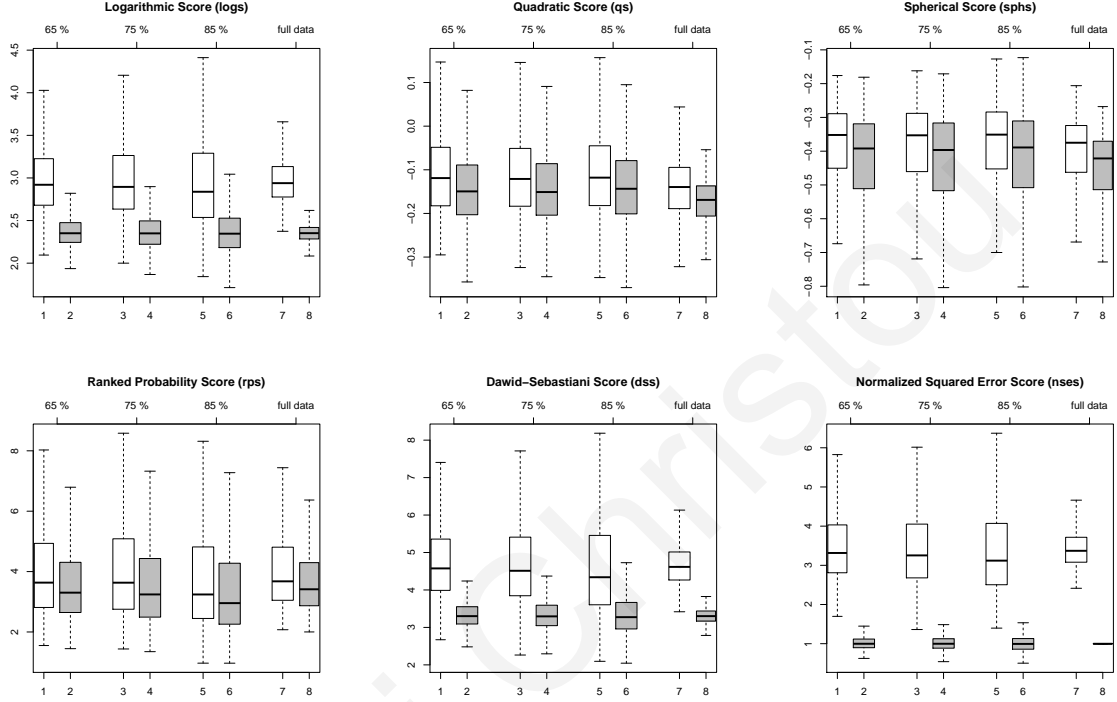 Logarithmic Score (logs)
65 % 75 % 85 % full data
4.5
4.0
3.5
3.0
2.5
2.0
1 2 3 4 5 6 7 8
Quadratic Score (qs)
65 % 75 % 85 % full data
0.1
0.0
−0.1
−0.2
−0.3
1 2 3 4 5 6 7 8
Spherical Score (sphs)
65 % 75 % 85 % full data
−0.1
−0.2
−0.3
−0.4
−0.5
−0.6
−0.7
−0.8
1 2 3 4 5 6 7 8
Ranked Probability Score (rps)
65 % 75 % 85 % full data
8
6
4
2
1 2 3 4 5 6 7 8
Dawid−Sebastiani Score (dss)
65 % 75 % 85 % full data
8
7
6
5
4
3
2
1 2 3 4 5 6 7 8
Normalized Squared Error Score (nses)
65 % 75 % 85 % full data
6
5
4
3
2
1
1 2 3 4 5 6 7 8
i Christou